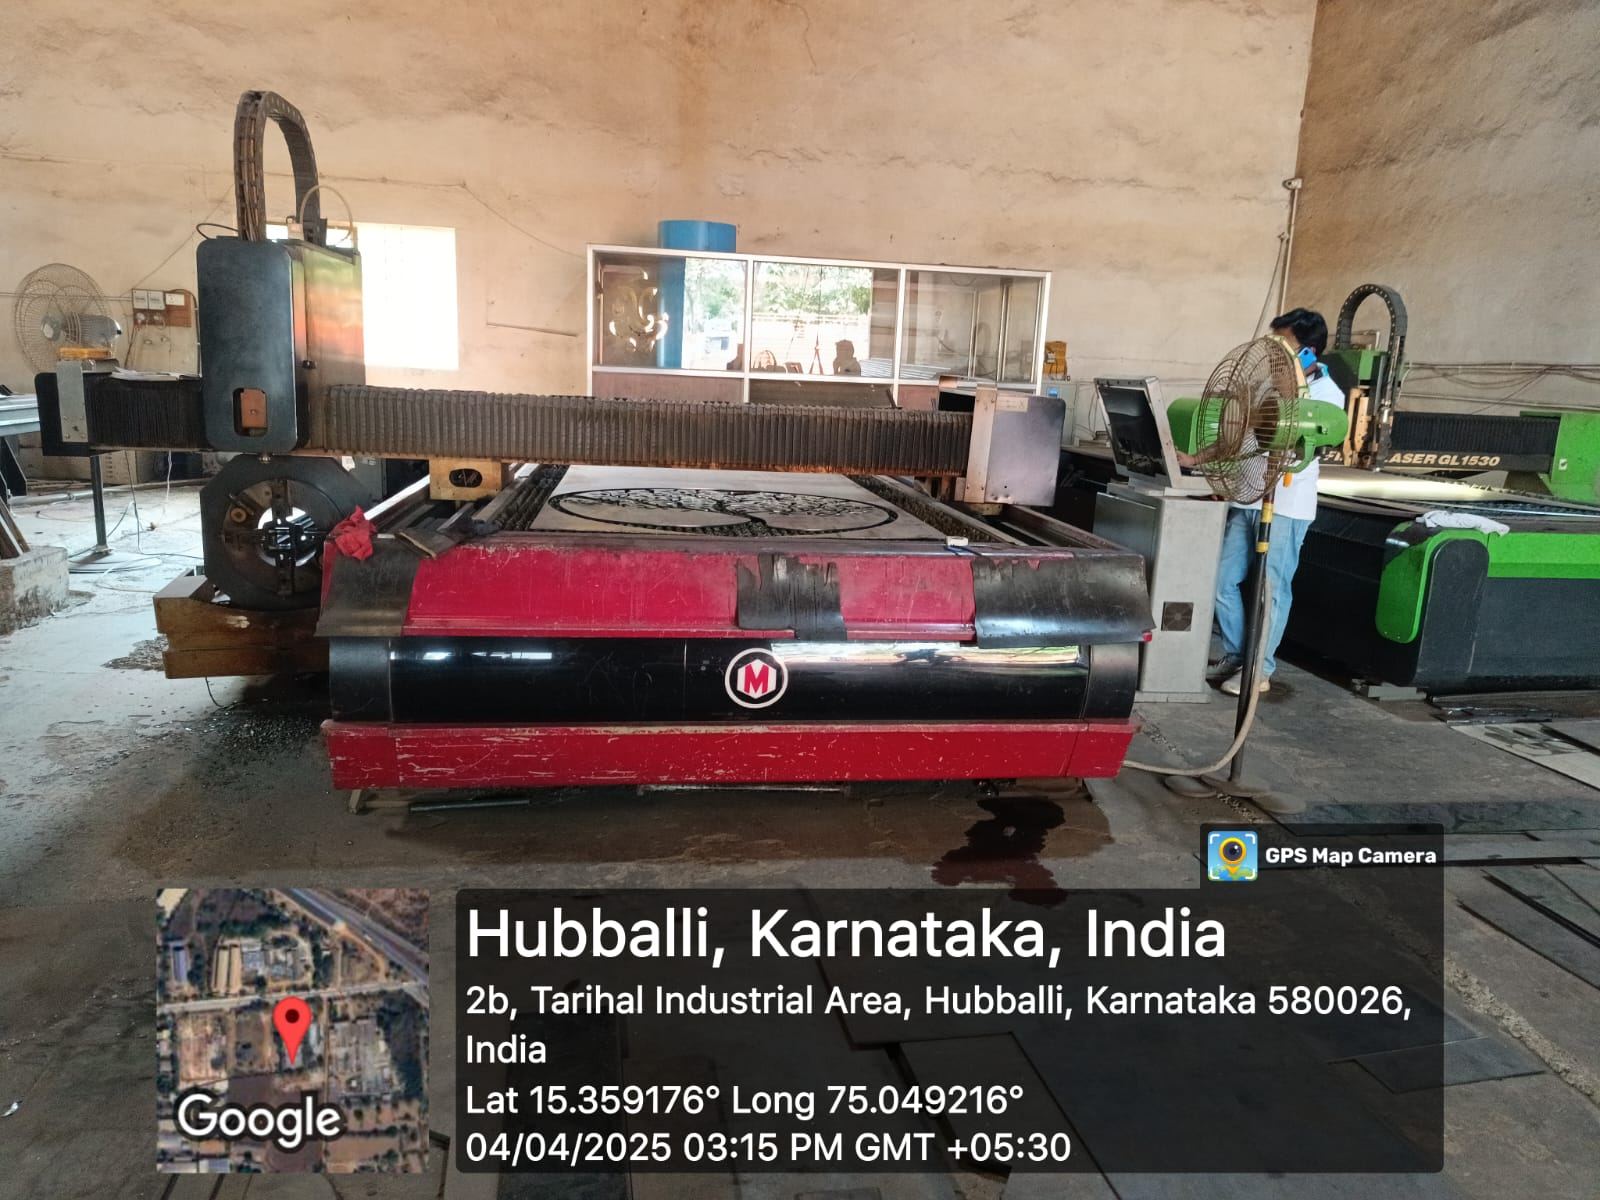 ASER GL1530
M
GPS Map Camera
Hubballi, Karnataka, India
2b, Tarihal Industrial Area, Hubballi, Karnataka 580026,
India
Lat 15.359176° Long 75.049216°
04/04/2025 03:15 PM GMT +05:30
Google